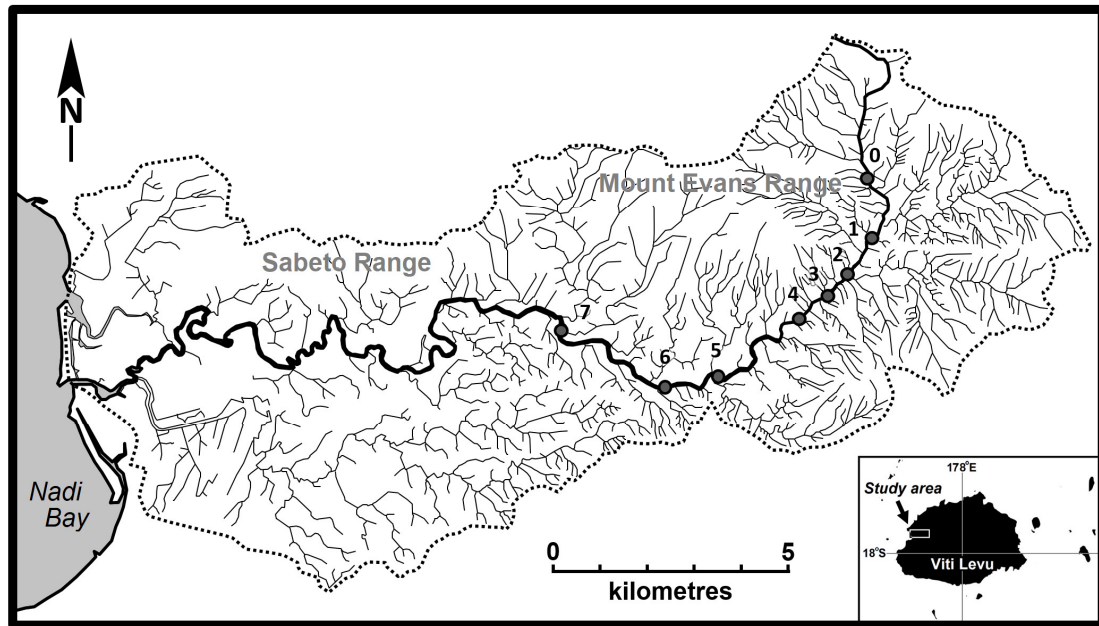 N
0
Mount Evans Range
1
Sabeto Range
2
3
4
7
6
5
Nadi
Bay
0 5
kilometres
178°E
Study area
18°S
Viti Levu